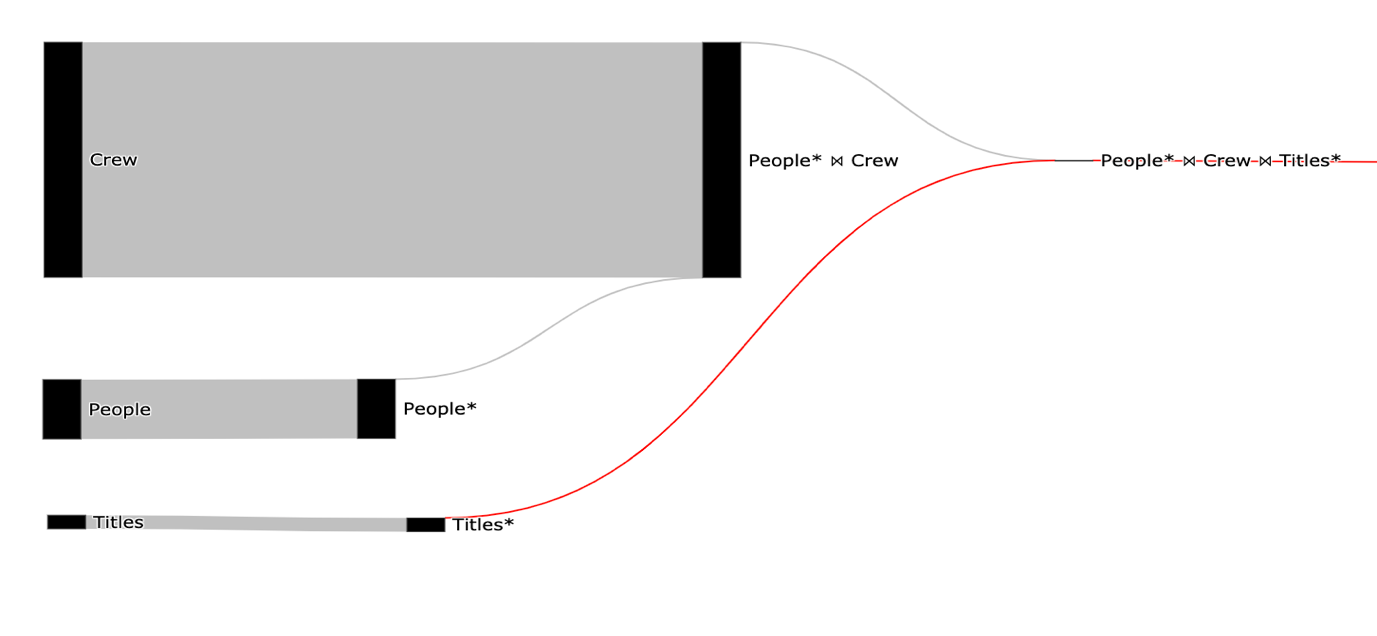 Crew
People* ⋈ Crew
People* ⋈ Crew ⋈ Titles*
People
People*
Titles
Titles*